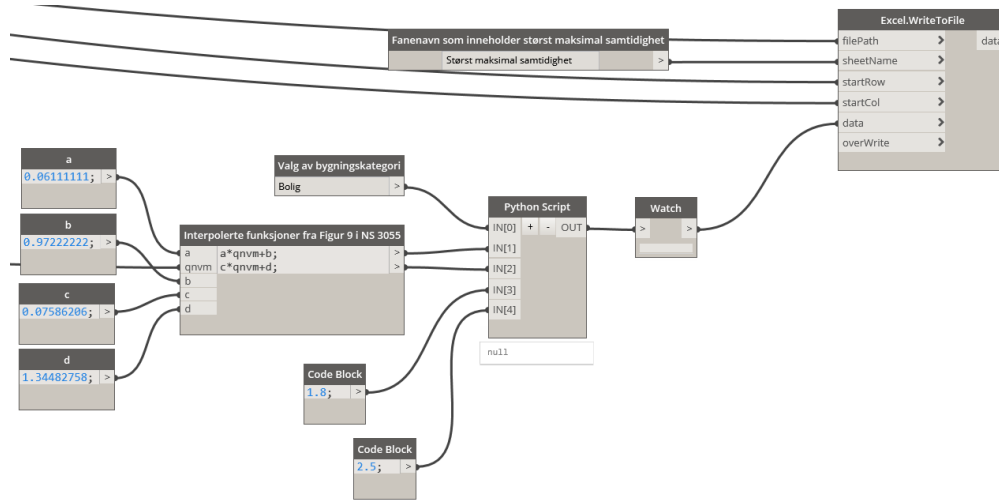 Excel.WriteToFile
filePath >
data
sheetName >
startRow >
startCol >
data >
overWrite >
Fanenavn som inneholder størst maksimal samtidighet
Størst maksimal samtidighet >
a
0.06111111; >
b
0.97222222; >
c
0.07586206; >
d
1.34482758; >
Interpolerte funksjoner fra Figur 9 i NS 3055
a a*qnvm+b; >
qnvm c*qnvm+d; >
b
c
d
Valg av bygningskategori
Bolig >
Python Script
IN[0] + - OUT
IN[1]
IN[2]
IN[3]
IN[4]
null
Watch
> >
Code Block
1.8; >
Code Block
2.5; >